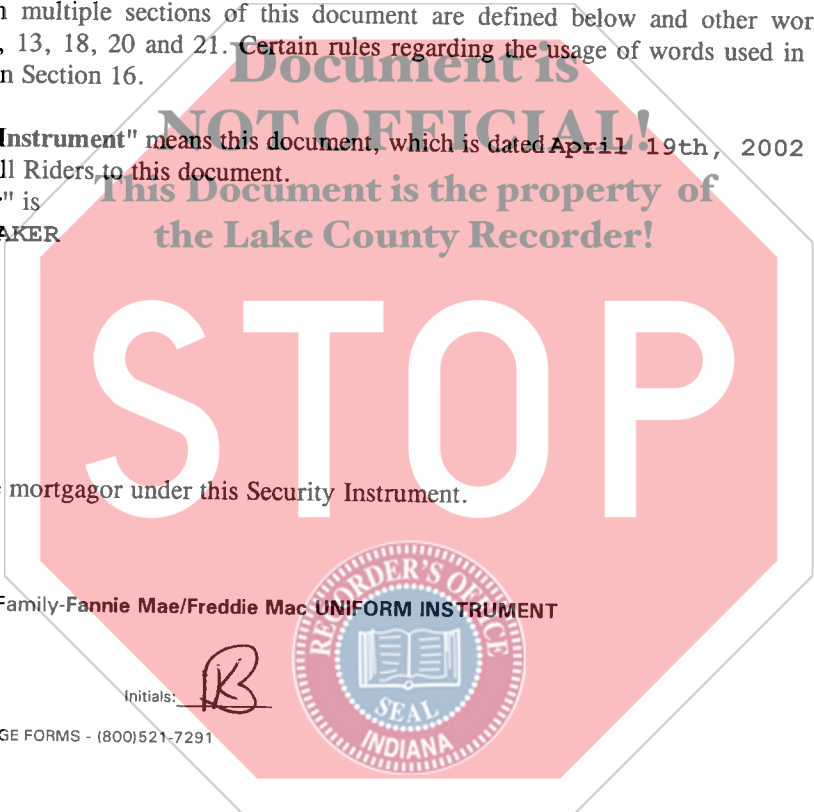 multiple sections of this document are defined below and other wor
, 13, 18, 20 and 21. Certain rules regarding the usage of words used in
n Section 16.
Document is
NOT OFFICIAL!
Instrument" means this document, which is dated April 19th, 2002
ll Riders to this document.
This Document is the property of
" is
AKER
the Lake County Recorder!
STOP
mortgagor under this Security Instrument.
Family-Fannie Mae/Freddie Mac UNIFORM INSTRUMENT
RECORDER'S OFFICE
SEAL
INDIANA
Initials: KB
GE FORMS - (800)521-7291